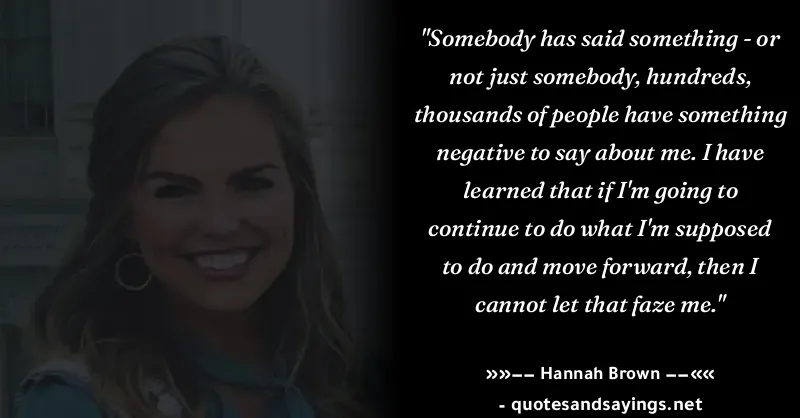 "Somebody has said something - or
not just somebody, hundreds,
thousands of people have something
negative to say about me. I have
learned that if I'm going to
continue to do what I'm supposed
to do and move forward, then I
cannot let that faze me."
»»−− Hannah Brown −−««
- quotesandsayings.net